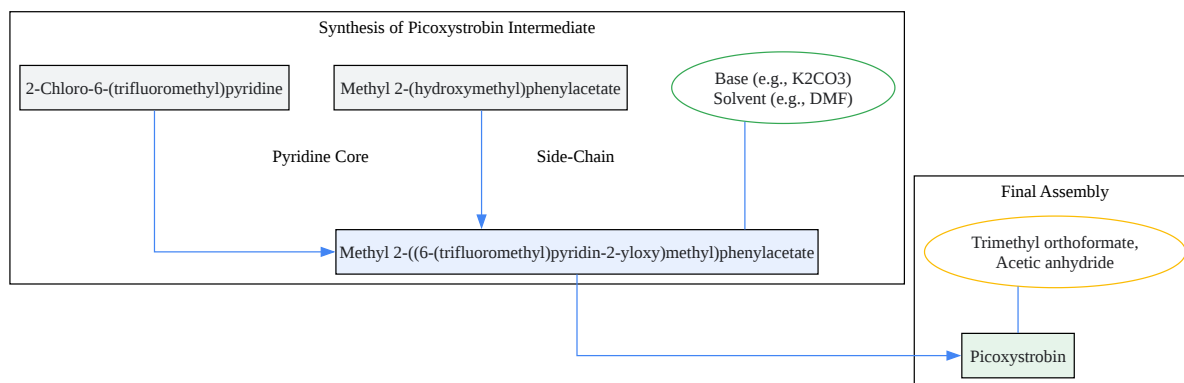 Synthesis of Picoxystrobin Intermediate
2-Chloro-6-(trifluoromethyl)pyridine
Methyl 2-(hydroxymethyl)phenylacetate
Base (e.g., K2CO3)
Solvent (e.g., DMF)
Pyridine Core
Side-Chain
Methyl 2-((6-(trifluoromethyl)pyridin-2-yloxy)methyl)phenylacetate
Final Assembly
Trimethyl orthoformate,
Acetic anhydride
Picoxystrobin